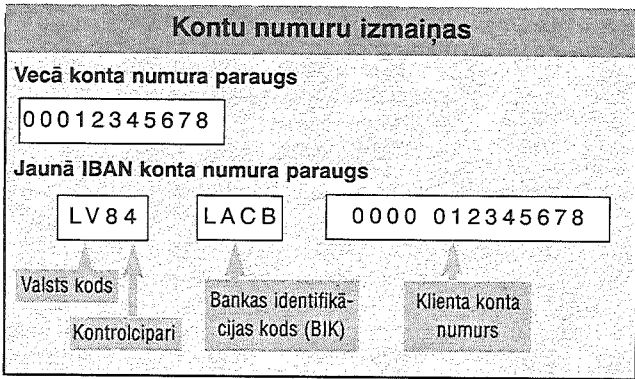 Kontu numuru izmaiņas
Vecā konta numura paraugs
00012345678
Jaunā IBAN konta numura paraugs
LV84 LACB 0000 012345678
Valsts kods
Kontrolcipari
Bankas identifikā-
cijas kods (BIK)
Klienta konta
numurs